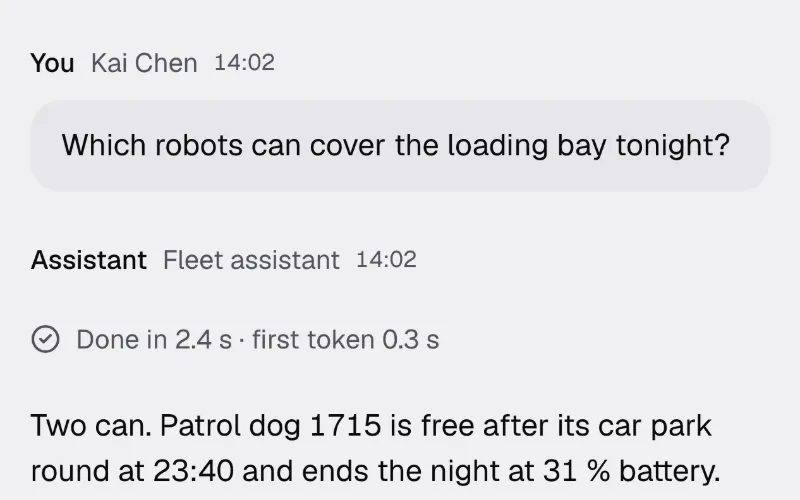 You Kai Chen 14:02
Which robots can cover the loading bay tonight?
Assistant Fleet assistant 14:02
Done in 2.4 s · first token 0.3 s
Two can. Patrol dog 1715 is free after its car park
round at 23:40 and ends the night at 31 % battery.